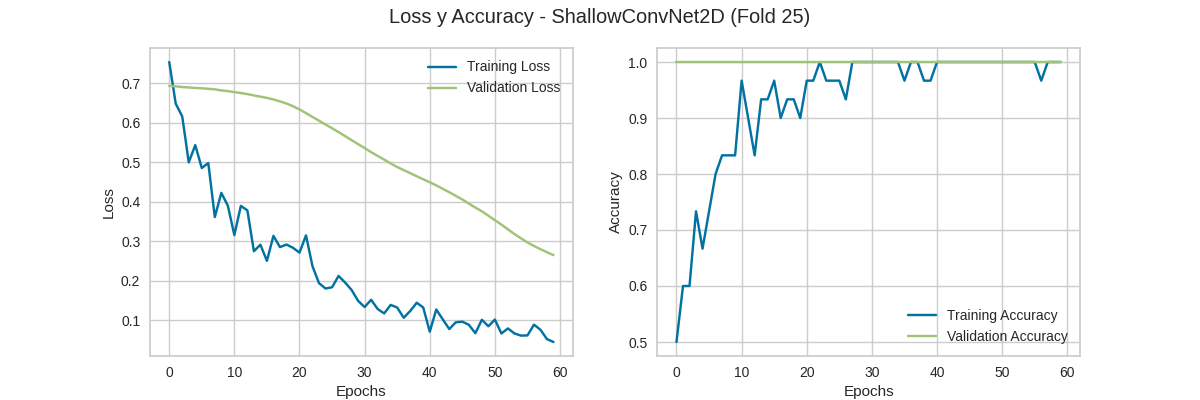 Loss y Accuracy - ShallowConvNet2D (Fold 25)
Training Loss
Validation Loss
0.7
0.6
0.5
0.4
0.3
0.2
0.1
Loss
0 10 20 30 40 50 60
Epochs
1.0
0.9
0.8
0.7
0.6
0.5
Accuracy
Training Accuracy
Validation Accuracy
0 10 20 30 40 50 60
Epochs